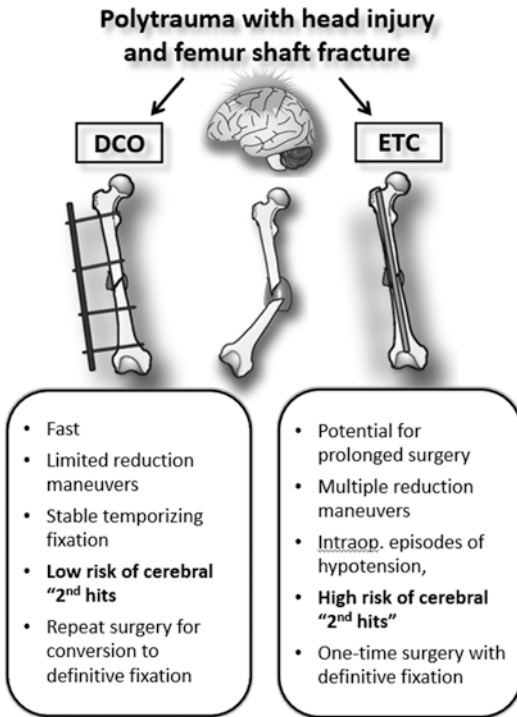 Polytrauma with head injury
and femur shaft fracture
DCO
ETC
• Fast
• Limited reduction
maneuvers
• Stable temporizing
fixation
• Low risk of cerebral
“2nd hits
• Repeat surgery for
conversion to
definitive fixation
• Potential for
prolonged surgery
• Multiple reduction
maneuvers
• Intraop. episodes of
hypotension,
• High risk of cerebral
“2nd hits”
• One-time surgery with
definitive fixation